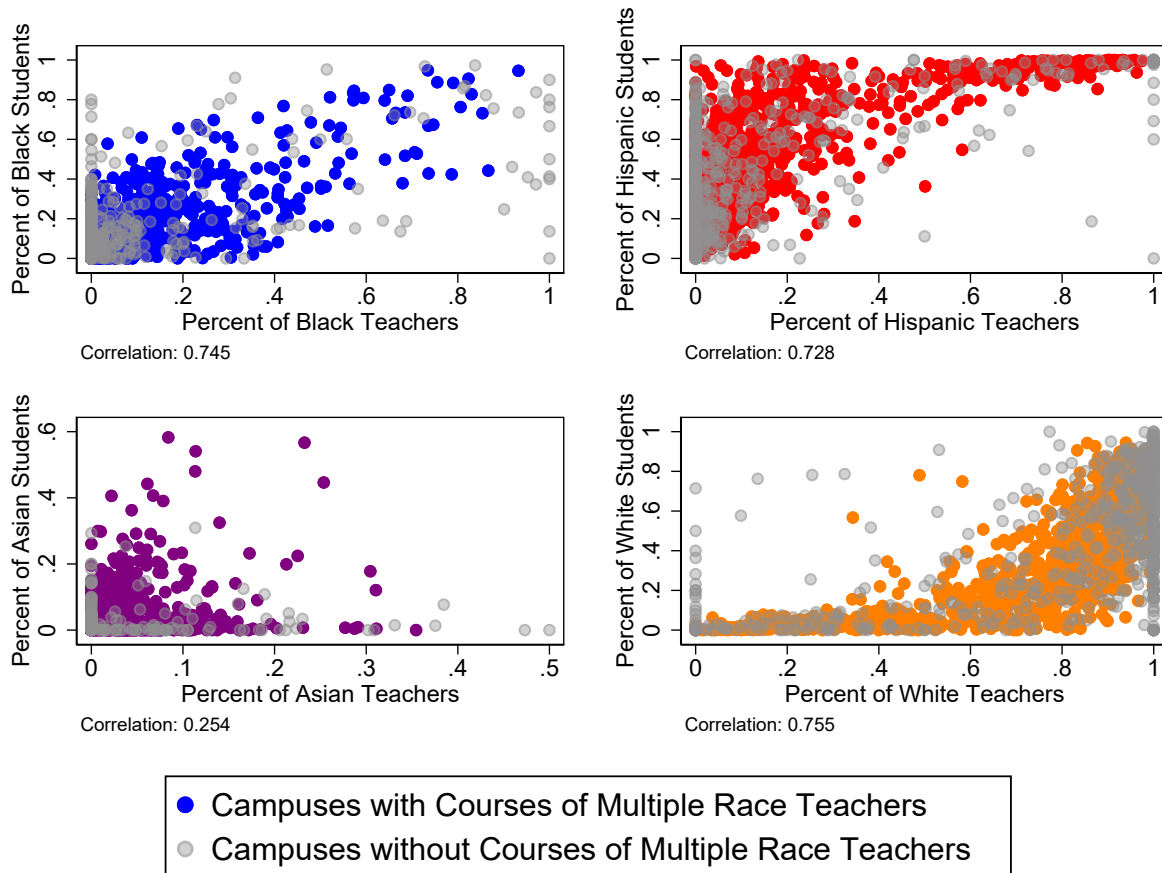 Percent of Black Students
0 .2 .4 .6 .8 1
0 .2 .4 .6 .8 1
Percent of Black Teachers
Correlation: 0.745
Percent of Hispanic Students
0 .2 .4 .6 .8 1
0 .2 .4 .6 .8 1
Percent of Hispanic Teachers
Correlation: 0.728
Percent of Asian Students
0 .2 .4 .6
0 .1 .2 .3 .4 .5
Percent of Asian Teachers
Correlation: 0.254
Percent of White Students
0 .2 .4 .6 .8 1
0 .2 .4 .6 .8 1
Percent of White Teachers
Correlation: 0.755
Campuses with Courses of Multiple Race Teachers
Campuses without Courses of Multiple Race Teachers